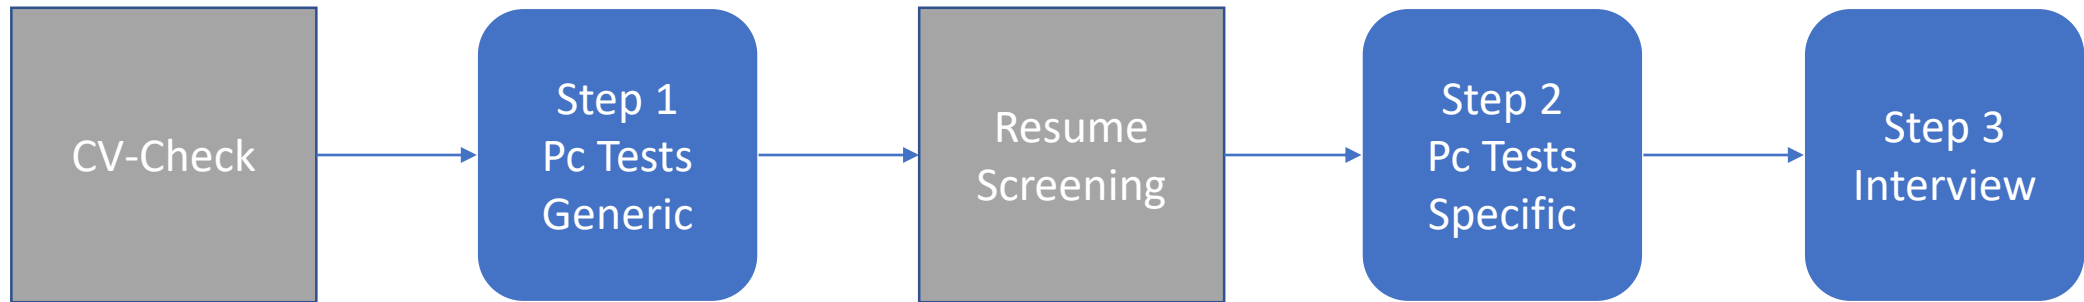 CV-Check
Step 1
Pc Tests
Generic
Resume
Screening
Step 2
Pc Tests
Specific
Step 3
Interview